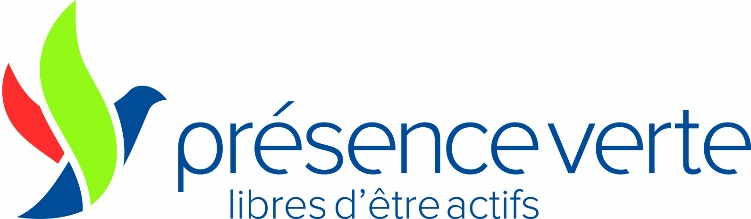 présence verte
libres d'être actifs